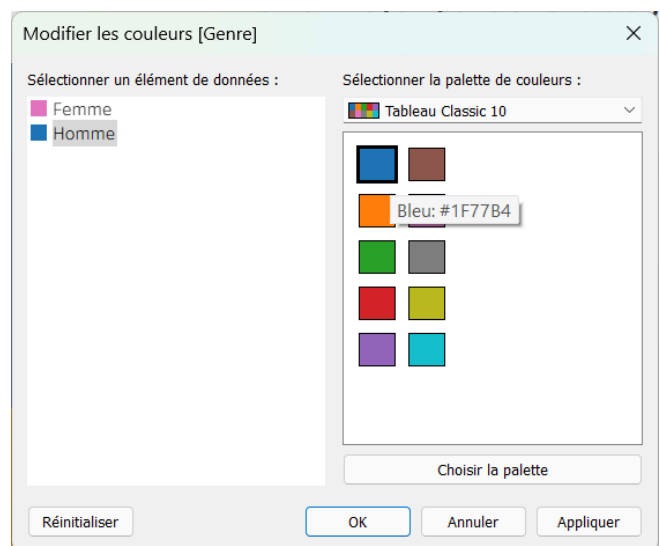 Modifier les couleurs [Genre]
Sélectionner un élément de données :
Femme
Homme
Sélectionner la palette de couleurs :
Tableau Classic 10
Bleu: #1F77B4
Choisir la palette
Réinitialiser
OK
Annuler
Appliquer